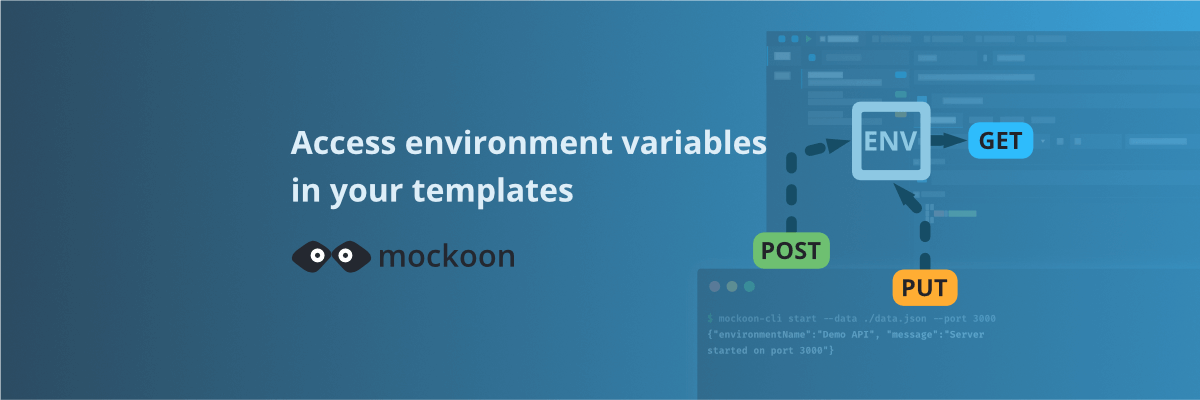 Access environment variables
in your templates
mockoon
ENV
GET
POST
PUT
$ mockoon-cli start --data ./data.json --port 3000
{"environmentName":"Demo API", "message":"Server
started on port 3000"}